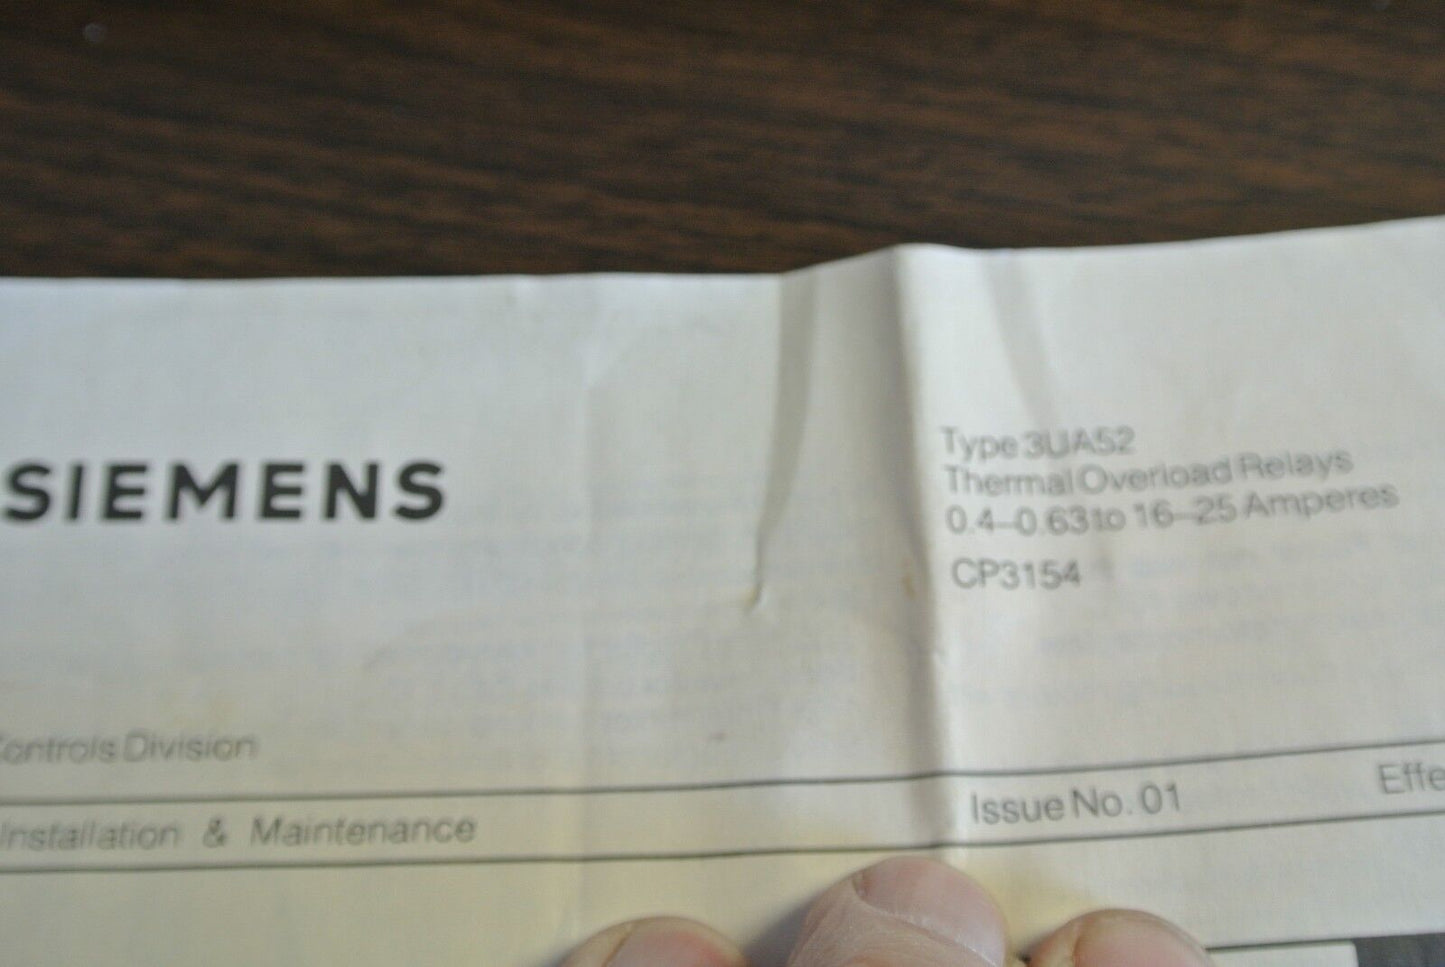 SIEMENS
Type 3UA52
Thermal Overload Relays
0.4–0.63 to 16–25 Amperes
CP3154
Controls Division
Installation & Maintenance
Issue No. 01
Effe